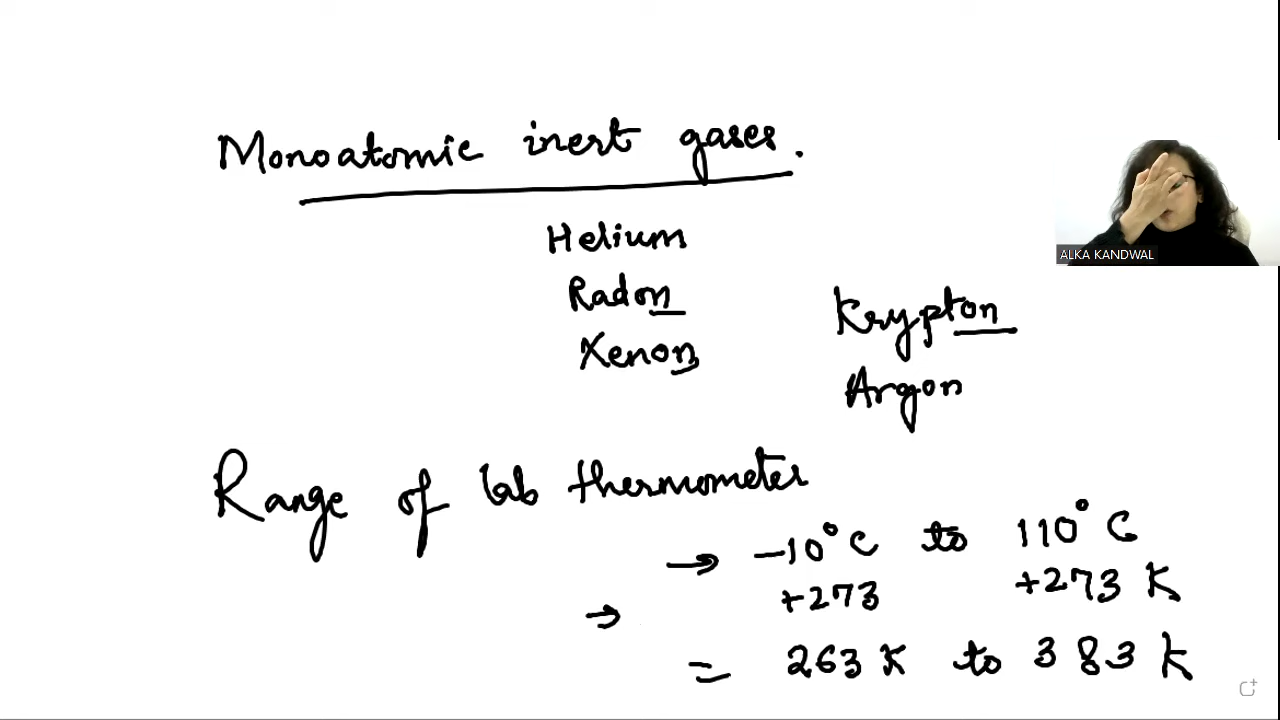 Monoatomic inert gases.
Helium
Radon
Xenon
Krypton
Argon
Range of lab thermometer
→ -10°C to 110°C
→ +273 +273 K
= 263 K to 383 K
ALKA KANDWAL